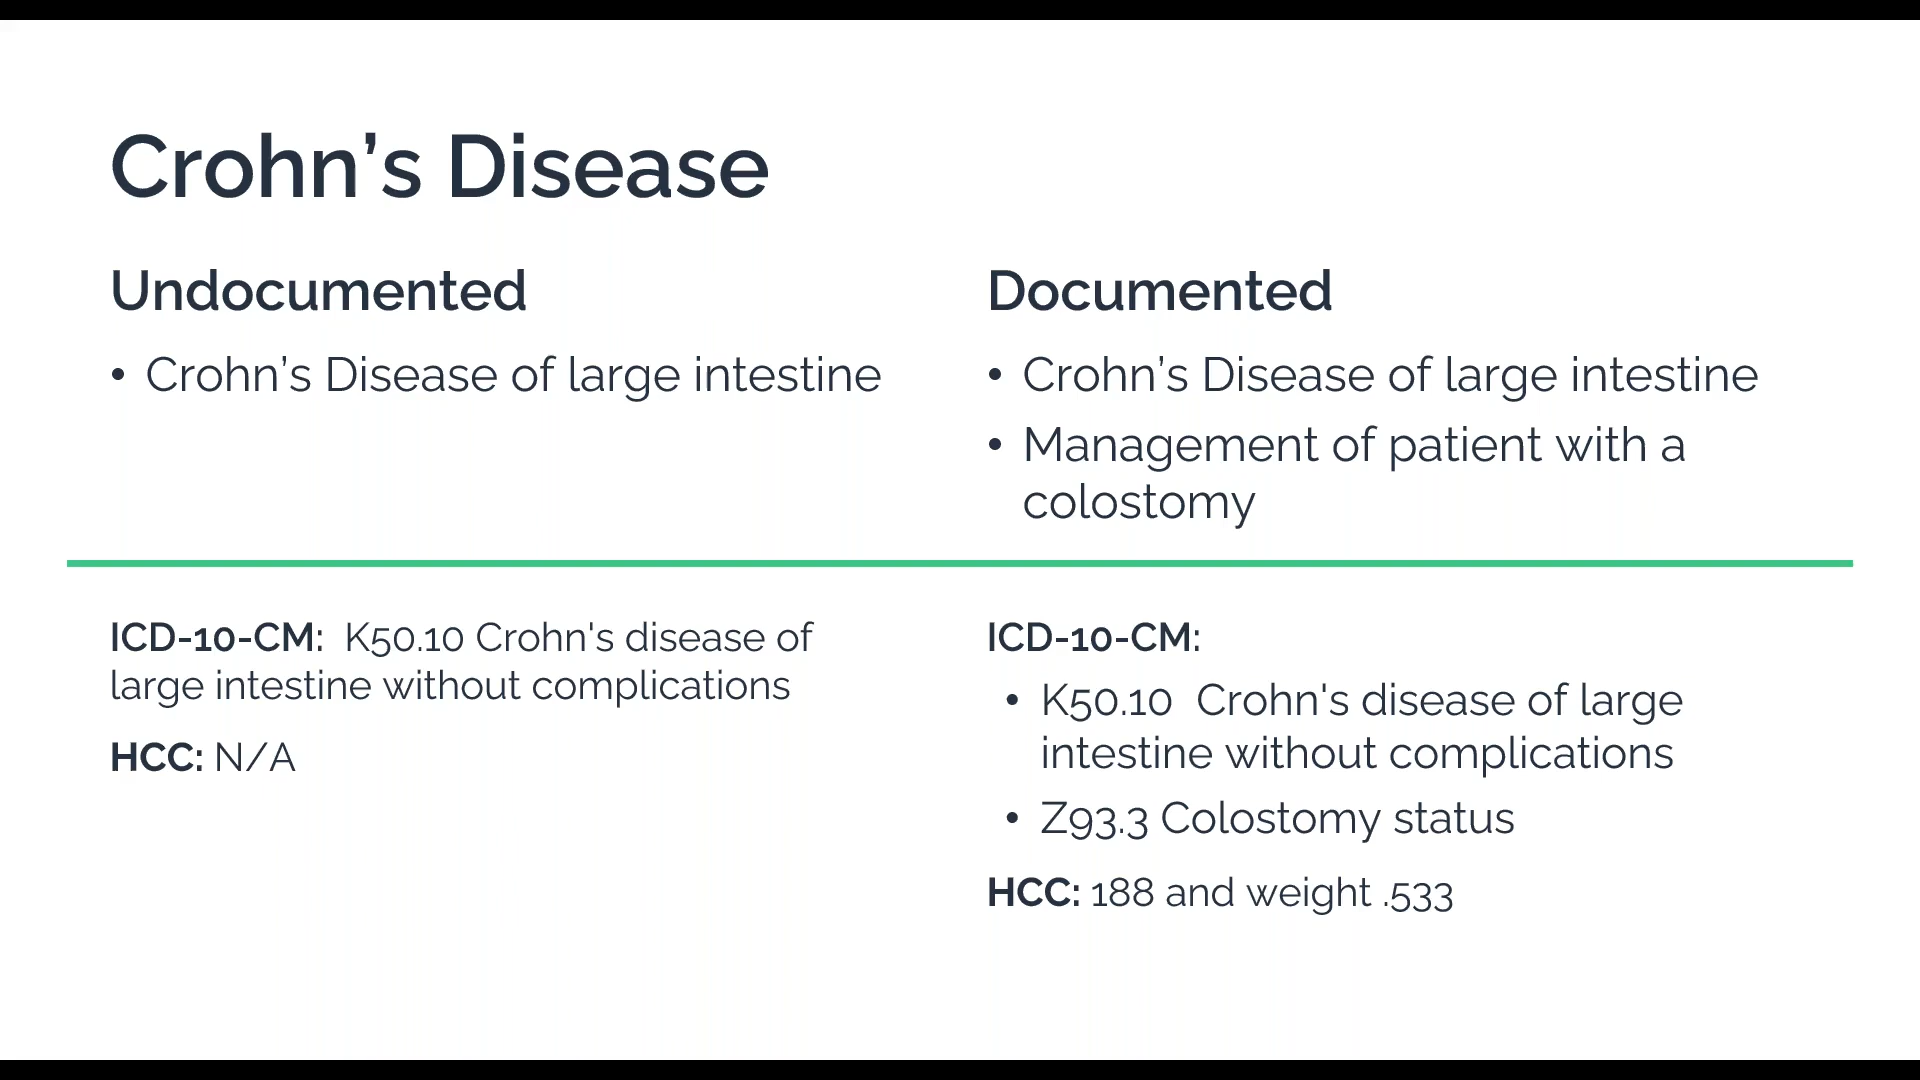 Crohn’s Disease
Undocumented
• Crohn’s Disease of large intestine
Documented
• Crohn’s Disease of large intestine
• Management of patient with a
colostomy
ICD-10-CM:  K50.10 Crohn's disease of
large intestine without complications
HCC: N/A
ICD-10-CM:
• K50.10  Crohn's disease of large
intestine without complications
• Z93.3 Colostomy status
HCC: 188 and weight .533